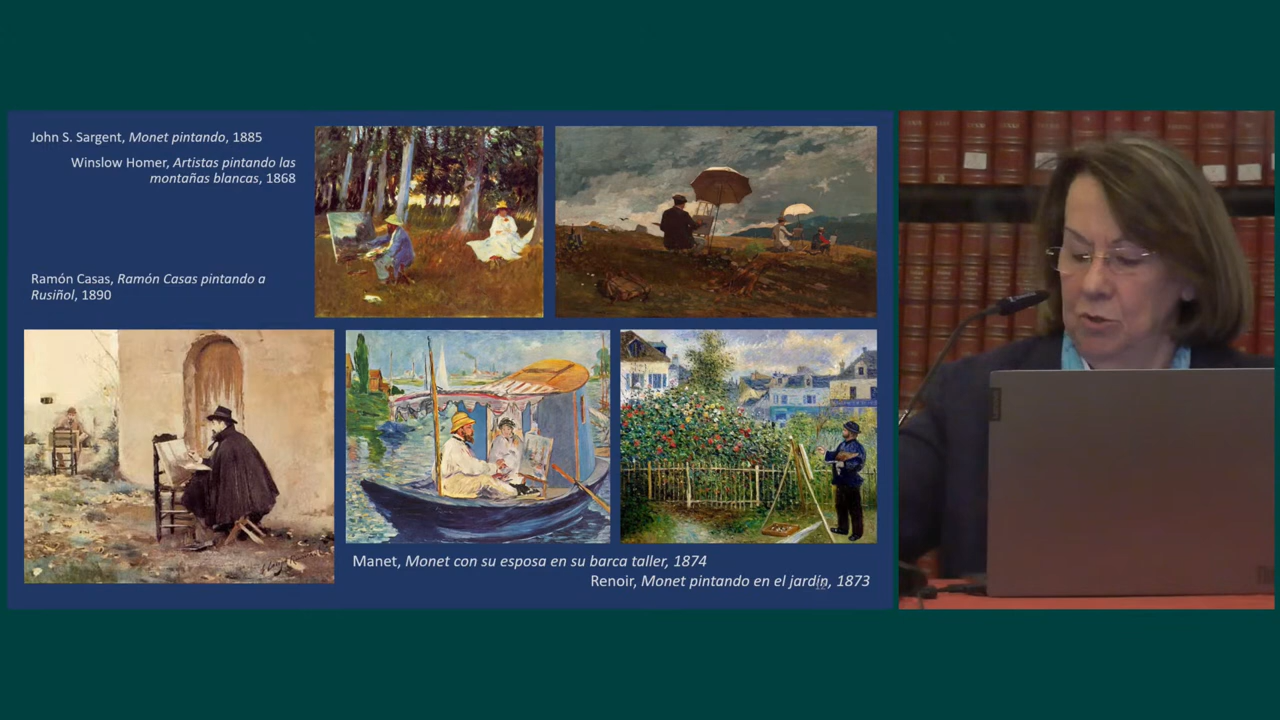 John S. Sargent, Monet pintando, 1885
Winslow Homer, Artistas pintando las
montañas blancas, 1868
Ramón Casas, Ramón Casas pintando a
Rusiñol, 1890
Manet, Monet con su esposa en su barca taller, 1874
Renoir, Monet pintando en el jardín, 1873